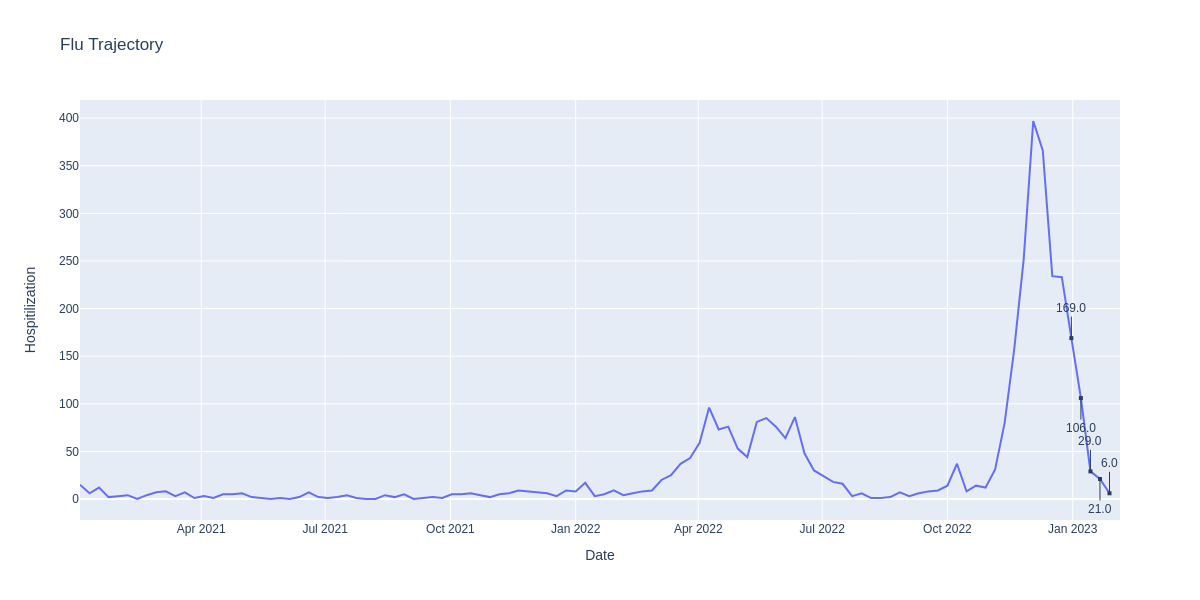 Flu Trajectory
400
350
300
250
200
150
100
50
0
Hospitilization
169.0
106.0
29.0
6.0
21.0
Apr 2021
Jul 2021
Oct 2021
Jan 2022
Apr 2022
Jul 2022
Oct 2022
Jan 2023
Date